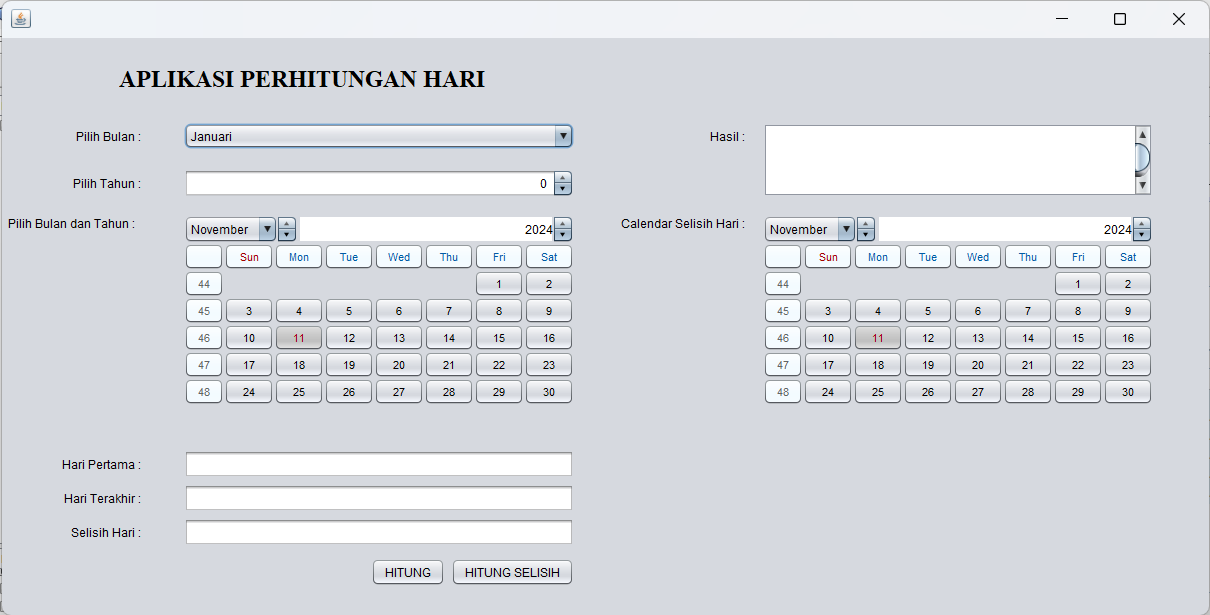 APLIKASI PERHITUNGAN HARI
Pilih Bulan : Januari
Pilih Tahun : 0
Pilih Bulan dan Tahun : November 2024
Sun Mon Tue Wed Thu Fri Sat
44 1 2
45 3 4 5 6 7 8 9
46 10 11 12 13 14 15 16
47 17 18 19 20 21 22 23
48 24 25 26 27 28 29 30
Hari Pertama :
Hari Terakhir :
Selisih Hari :
HITUNG HITUNG SELISIH
Hasil :
Calendar Selisih Hari : November 2024
Sun Mon Tue Wed Thu Fri Sat
44 1 2
45 3 4 5 6 7 8 9
46 10 11 12 13 14 15 16
47 17 18 19 20 21 22 23
48 24 25 26 27 28 29 30